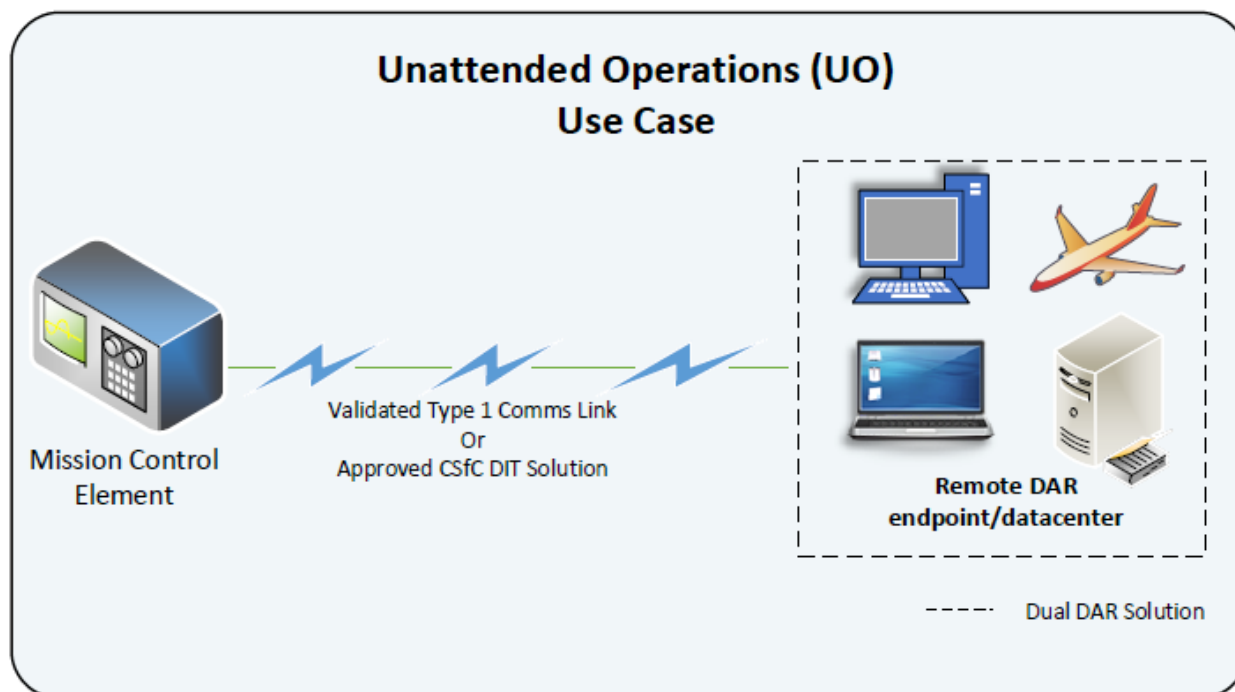 Unattended Operations (UO)
Use Case
Mission Control
Element
Validated Type 1 Comms Link
Or
Approved CSfC DIT Solution
Remote DAR
endpoint/datacenter
Dual DAR Solution